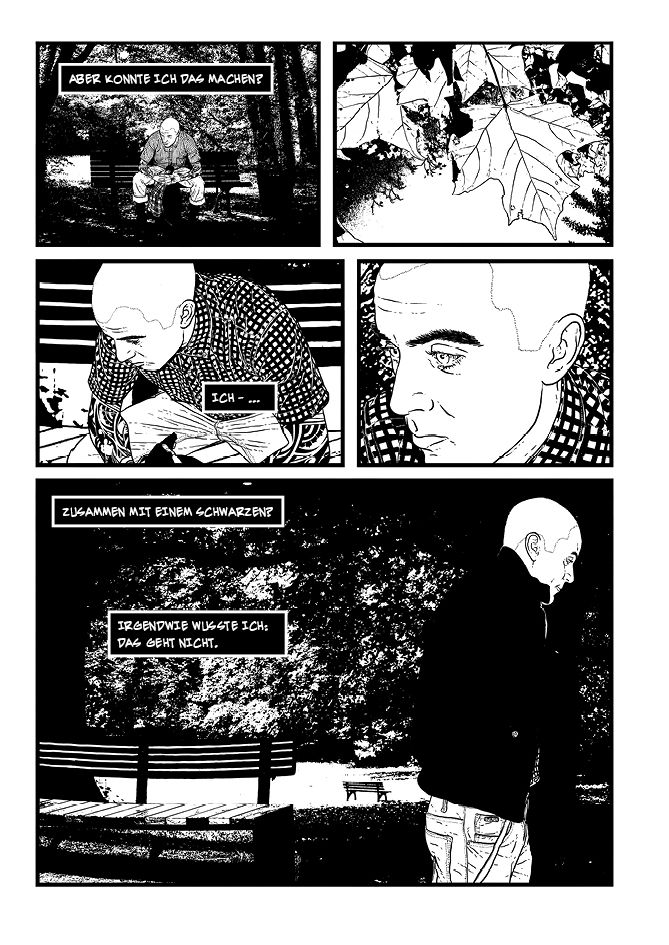 ABER KONNTE ICH DAS MACHEN?
ICH - ...
ZUSAMMEN MIT EINEM SCHWARZEN?
IRGENDWIE WUSSTE ICH:
DAS GEHT NICHT.